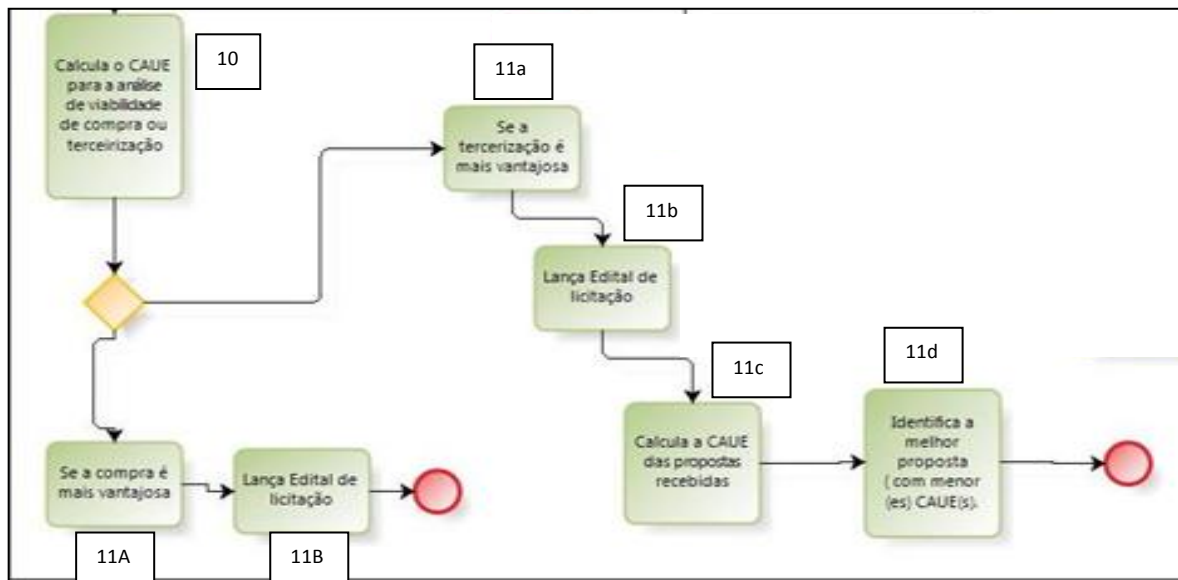 Calcula o CAUE
para a análise
de viabilidade
de compra ou
terceirização
10
11a
Se a
tercerização é
mais vantajosa
11b
Lança Edital de
licitação
11c
Calcula a CAUE
das propostas
recebidas
11d
Identifica a
melhor
proposta
( com menor
(es) CAUE(s).
Se a compra é
mais vantajosa
11A
Lança Edital de
licitação
11B